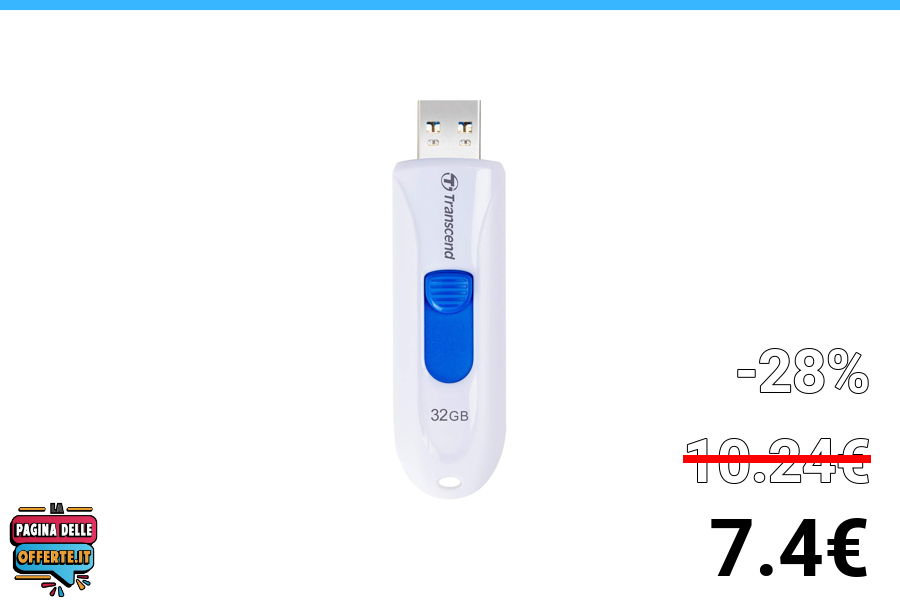 Transcend
32GB
-28%
10.24€
7.4€
LA
PAGINA DELLE
OFFERTE.IT